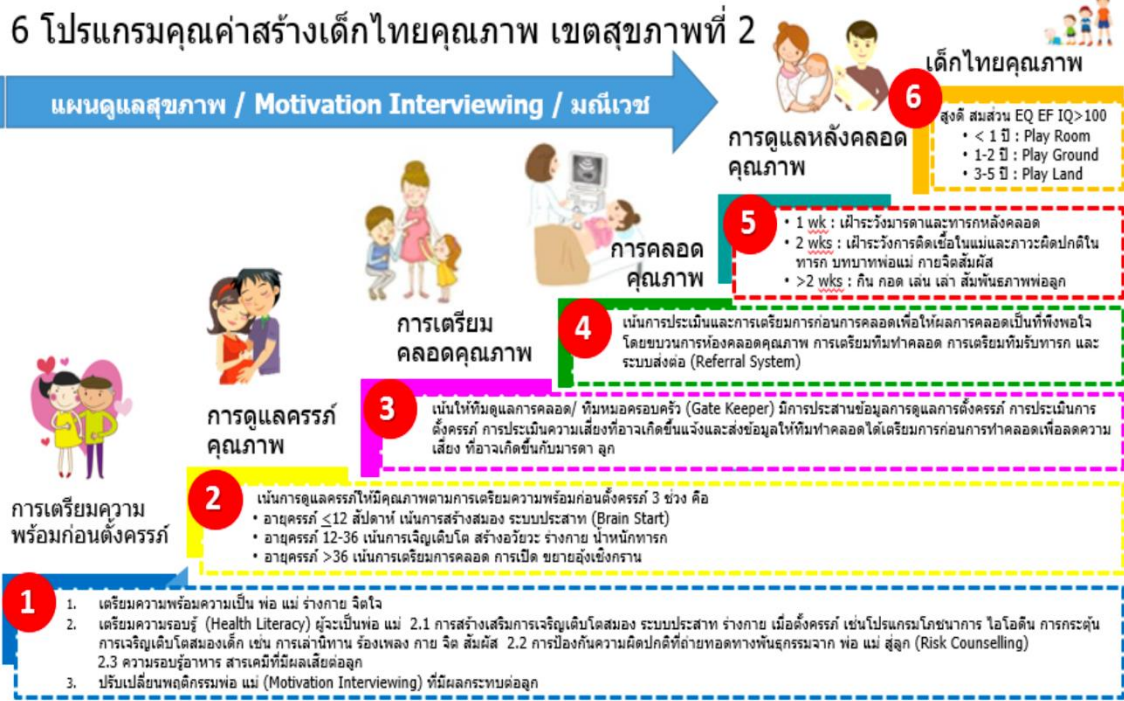 6 โปรแกรมคุณค่าสร้างเด็กไทยคุณภาพ เขตสุขภาพที่ 2
แผนดูแลสุขภาพ / Motivation Interviewing / มณีเวช
เด็กไทยคุณภาพ
6
สูงดี สมส่วน EQ EF IQ>100
• < 1 ปี : Play Room
• 1-2 ปี : Play Ground
• 3-5 ปี : Play Land
การดูแลหลังคลอด
คุณภาพ
5
• 1 wk : เฝ้าระวังมารดาและทารกหลังคลอด
• 2 wks : เฝ้าระวังการติดเชื้อในแม่และภาวะผิดปกติใน
ทารก บทบาทพ่อแม่ กายจิตสัมผัส
• >2 wks : กิน กอด เล่น เล่า สัมพันธภาพพ่อลูก
การคลอด
คุณภาพ
4
เน้นการประเมินและการเตรียมการก่อนการคลอดเพื่อให้ผลการคลอดเป็นที่พึงพอใจ
โดยขบวนการห้องคลอดคุณภาพ การเตรียมทีมทำคลอด การเตรียมทีมรับทารก และ
ระบบส่งต่อ (Referral System)
การเตรียม
คลอดคุณภาพ
3
เน้นให้ทีมดูแลการคลอด/ ทีมหมอครอบครัว (Gate Keeper) มีการประสานข้อมูลการดูแลการตั้งครรภ์ การประเมินการ
ตั้งครรภ์ การประเมินความเสี่ยงที่อาจเกิดขึ้นแจ้งและส่งข้อมูลให้ทีมทำคลอดได้เตรียมการก่อนการทำคลอดเพื่อลดความ
เสี่ยง ที่อาจเกิดขึ้นกับมารดา ลูก
การดูแลครรภ์
คุณภาพ
2
เน้นการดูแลครรภ์ให้มีคุณภาพตามการเตรียมความพร้อมก่อนตั้งครรภ์ 3 ช่วง คือ
• อายุครรภ์ ≤12 สัปดาห์ เน้นการสร้างสมอง ระบบประสาท (Brain Start)
• อายุครรภ์ 12-36 เน้นการเจิญเติบโต สร้างอวัยวะ ร่างกาย น้ำหนักทารก
• อายุครรภ์ >36 เน้นการเตรียมการคลอด การเปิด ขยายอุ้งเชิงกราน
การเตรียมความ
พร้อมก่อนตั้งครรภ์
1
1. เตรียมความพร้อมความเป็น พ่อ แม่ ร่างกาย จิตใจ
2. เตรียมความรอบรู้ (Health Literacy) ผู้จะเป็นพ่อ แม่ 2.1 การสร้างเสริมการเจริญเติบโตสมอง ระบบประสาท ร่างกาย เมื่อตั้งครรภ์ เช่นโปรแกรมโภชนาการ ไอโอดีน การกระตุ้น
การเจริญเติบโตสมองเด็ก เช่น การเล่านิทาน ร้องเพลง กาย จิต สัมผัส 2.2 การป้องกันความผิดปกติที่ถ่ายทอดทางพันธุกรรมจาก พ่อ แม่ สู่ลูก (Risk Counselling)
2.3 ความรอบรู้อาหาร สารเคมีที่มีผลเสียต่อลูก
3. ปรับเปลี่ยนพฤติกรรมพ่อ แม่ (Motivation Interviewing) ที่มีผลกระทบต่อลูก